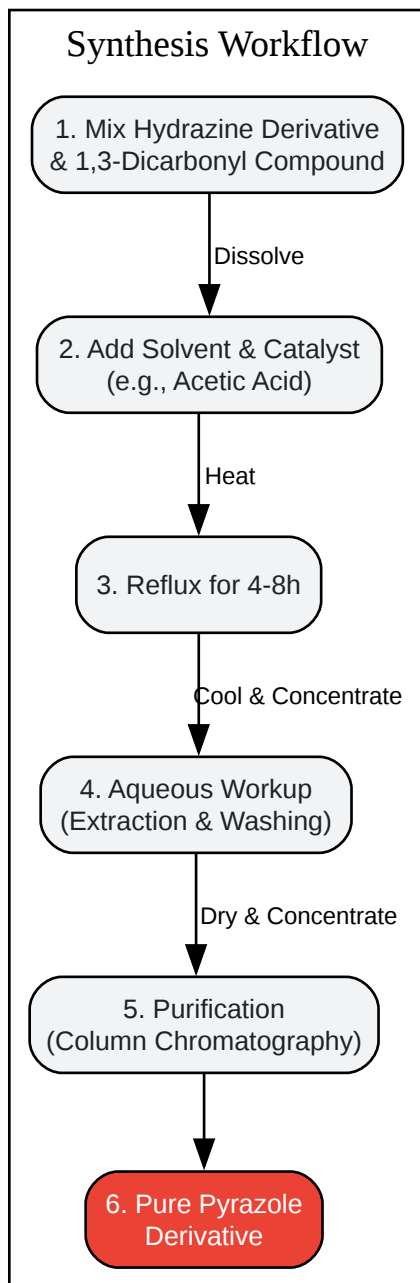 Synthesis Workflow
1. Mix Hydrazine Derivative
& 1,3-Dicarbonyl Compound
Dissolve
2. Add Solvent & Catalyst
(e.g., Acetic Acid)
Heat
3. Reflux for 4-8h
Cool & Concentrate
4. Aqueous Workup
(Extraction & Washing)
Dry & Concentrate
5. Purification
(Column Chromatography)
6. Pure Pyrazole
Derivative